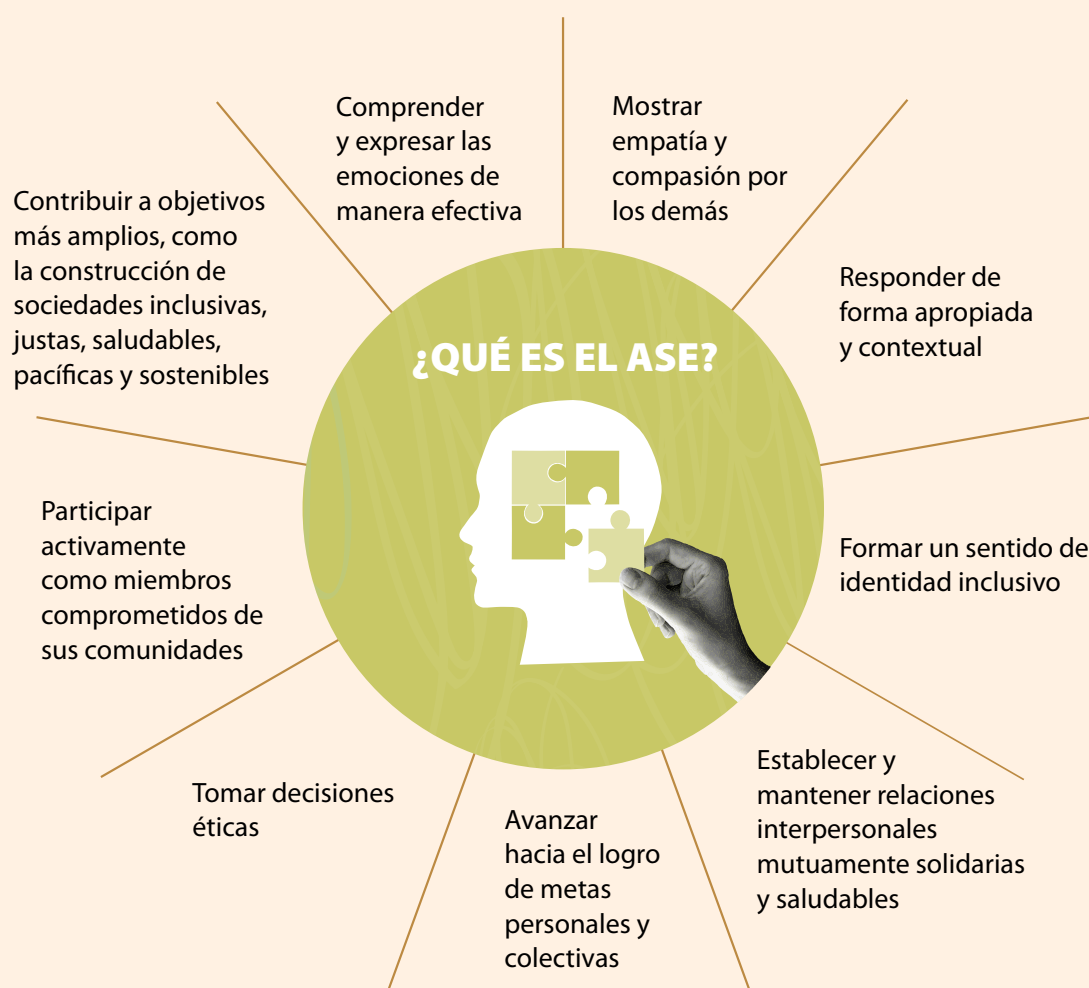 ¿QUÉ ES EL ASE?
Comprender
y expresar las
emociones de
manera efectiva
Mostrar
empatía y
compasión por
los demás
Responder de
forma apropiada
y contextual
Formar un sentido de
identidad inclusivo
Establecer y
mantener relaciones
interpersonales
mutuamente solidarias
y saludables
Avanzar
hacia el logro
de metas
personales y
colectivas
Tomar decisiones
éticas
Participar
activamente
como miembros
comprometidos de
sus comunidades
Contribuir a objetivos
más amplios, como
la construcción de
sociedades inclusivas,
justas, saludables,
pacíficas y sostenibles